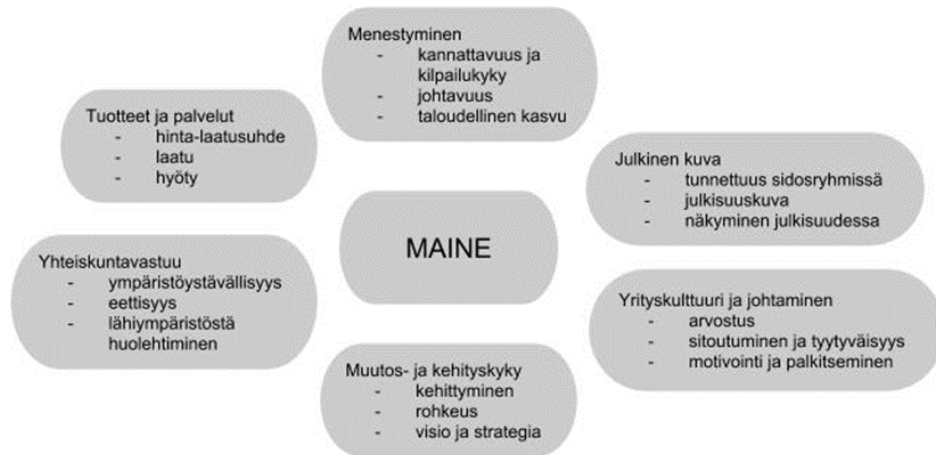 Menestyminen
- kannattavuus ja
kilpailukyky
- johtavuus
- taloudellinen kasvu
Tuotteet ja palvelut
- hinta-laatusuhde
- laatu
- hyöty
Julkinen kuva
- tunnettuus sidosryhmissä
- julkisuuskuva
- näkyminen julkisuudessa
MAINE
Yhteiskuntavastuu
- ympäristöystävällisyys
- eettisyys
- lähiympäristöstä
huolehtiminen
Yrityskulttuuri ja johtaminen
- arvostus
- sitoutuminen ja tyytyväisyys
- motivointi ja palkitseminen
Muutos- ja kehityskyky
- kehittyminen
- rohkeus
- visio ja strategia